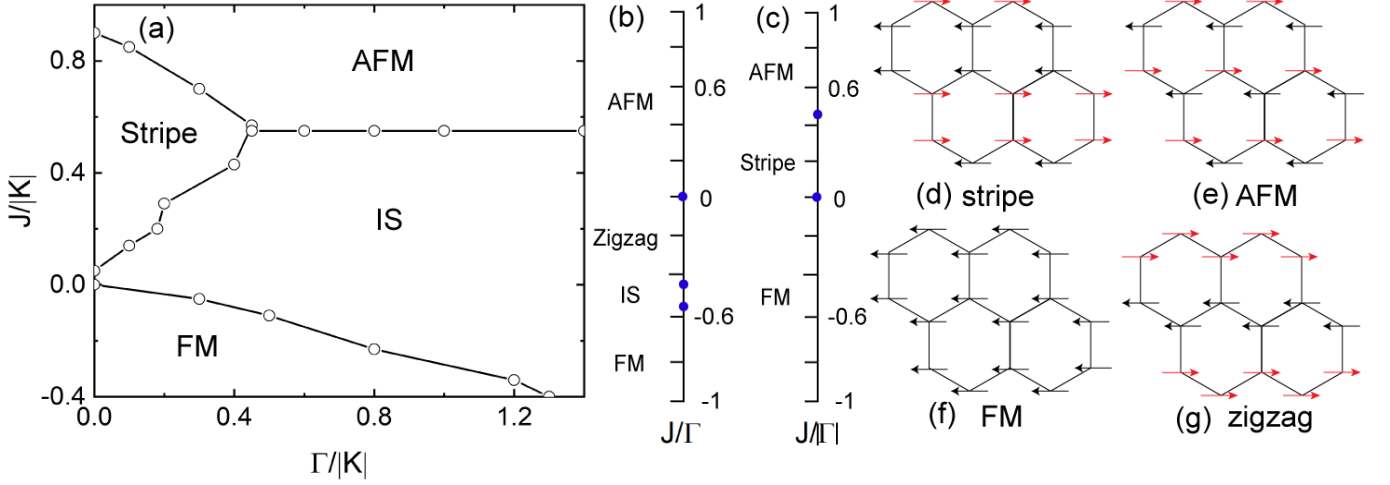 (a)
AFM
Stripe
IS
FM
0.8
0.4
0.0
-0.4
J/|K|
0.0
0.4
0.8
1.2
Γ/|K|
(b)
1
0.6
0
-0.6
-1
AFM
Zigzag
IS
FM
J/Γ
(c)
1
0.6
0
-0.6
-1
AFM
Stripe
FM
J/|Γ|
(d) stripe
(e) AFM
(f) FM
(g) zigzag